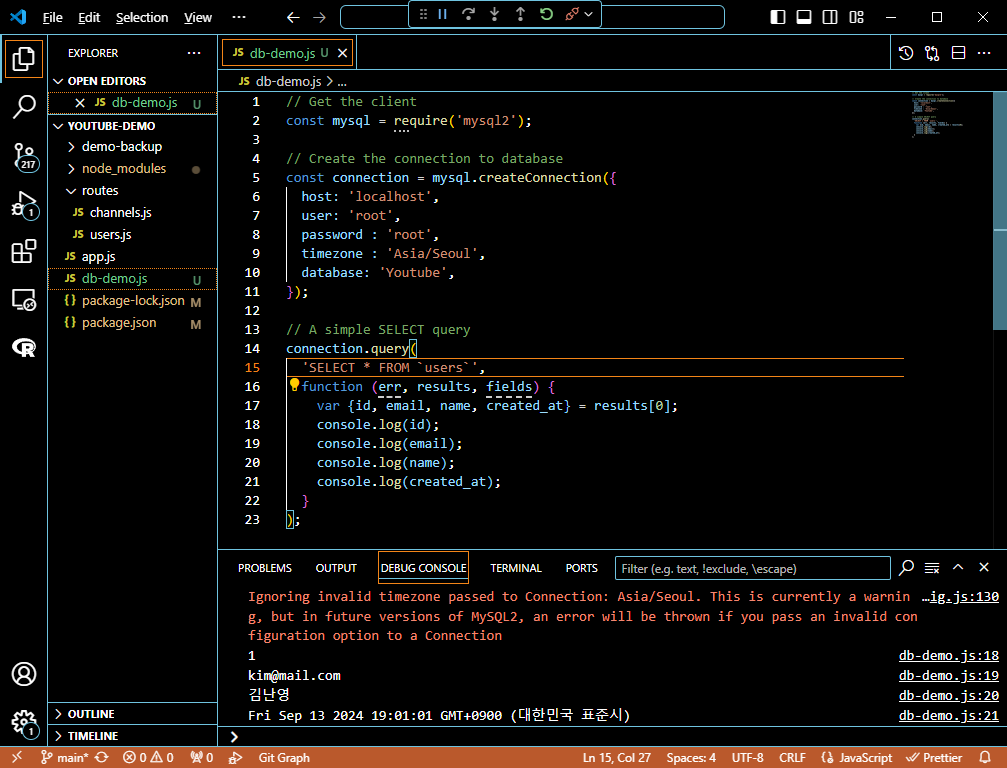 File Edit Selection View ...
EXPLORER ...
OPEN EDITORS
JS db-demo.js U
YOUTUBE-DEMO
demo-backup
node_modules
routes
JS channels.js
JS users.js
JS app.js
JS db-demo.js U
{} package-lock.json M
{} package.json M
OUTLINE
TIMELINE
217
1
1
JS db-demo.js U
JS db-demo.js > ...
1 // Get the client
2 const mysql = require('mysql2');
3
4 // Create the connection to database
5 const connection = mysql.createConnection({
6 host: 'localhost',
7 user: 'root',
8 password : 'root',
9 timezone : 'Asia/Seoul',
10 database: 'Youtube',
11 });
12
13 // A simple SELECT query
14 connection.query(
15 'SELECT * FROM `users`',
16 function (err, results, fields) {
17 var {id, email, name, created_at} = results[0];
18 console.log(id);
19 console.log(email);
20 console.log(name);
21 console.log(created_at);
22 }
23 );
PROBLEMS OUTPUT DEBUG CONSOLE TERMINAL PORTS Filter (e.g. text, !exclude, \escape)
Ignoring invalid timezone passed to Connection: Asia/Seoul. This is currently a warnin …ig.js:130
g, but in future versions of MySQL2, an error will be thrown if you pass an invalid con
figuration option to a Connection
1 db-demo.js:18
kim@mail.com db-demo.js:19
김난영 db-demo.js:20
Fri Sep 13 2024 19:01:01 GMT+0900 (대한민국 표준시) db-demo.js:21
main* 0 0 0 Git Graph Ln 15, Col 27 Spaces: 4 UTF-8 CRLF {} JavaScript Prettier